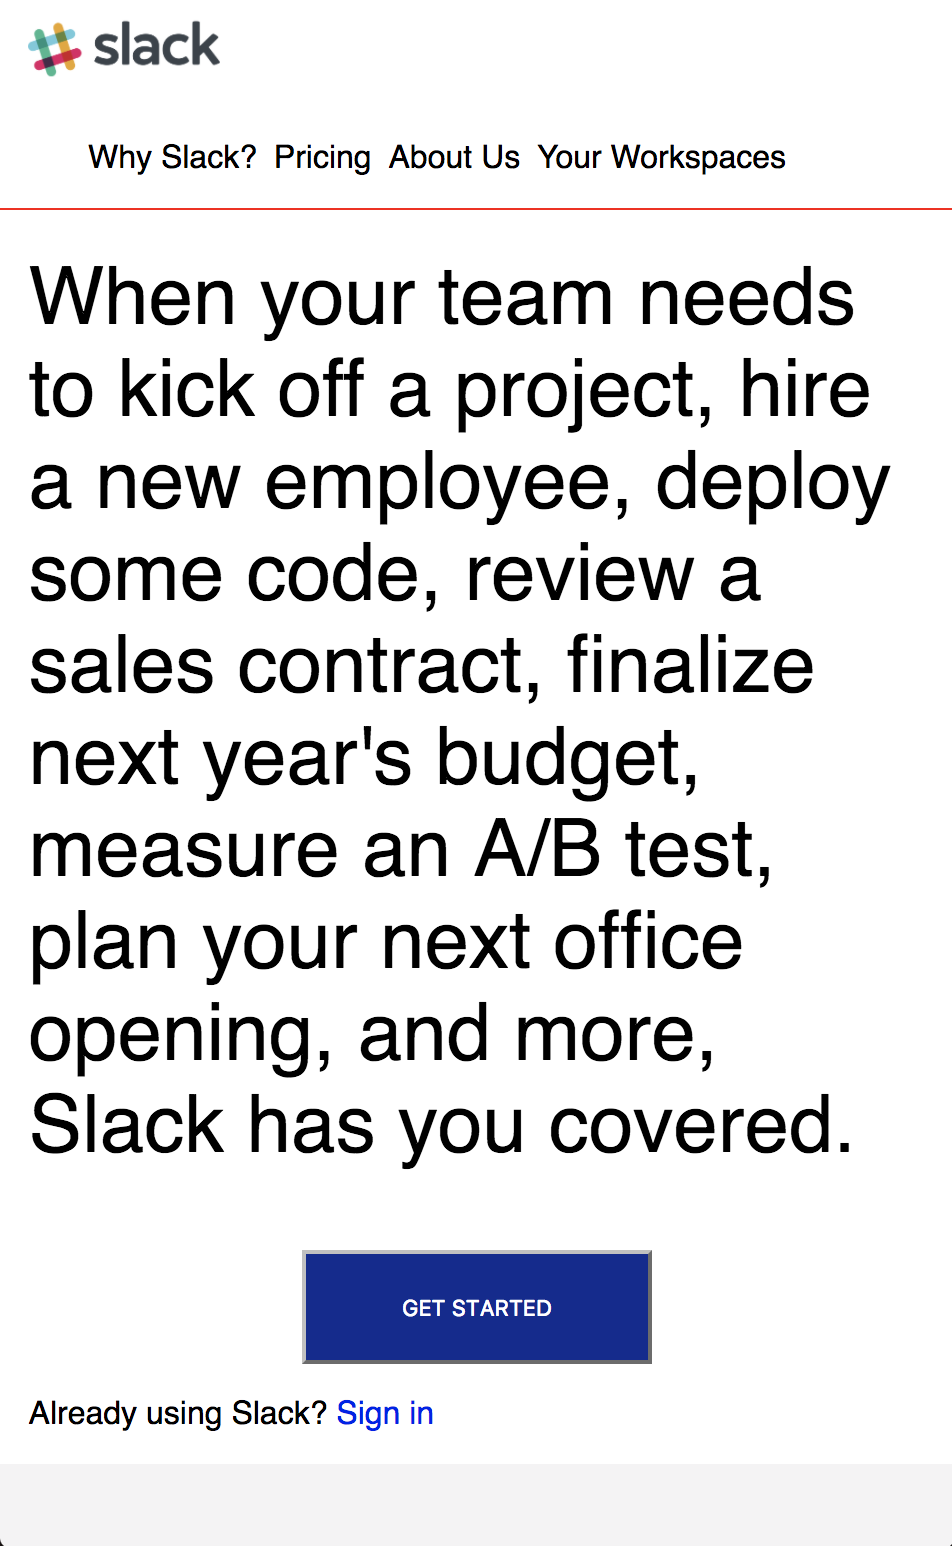 slack
Why Slack? Pricing About Us Your Workspaces
When your team needs
to kick off a project, hire
a new employee, deploy
some code, review a
sales contract, finalize
next year's budget,
measure an A/B test,
plan your next office
opening, and more,
Slack has you covered.
GET STARTED
Already using Slack? Sign in